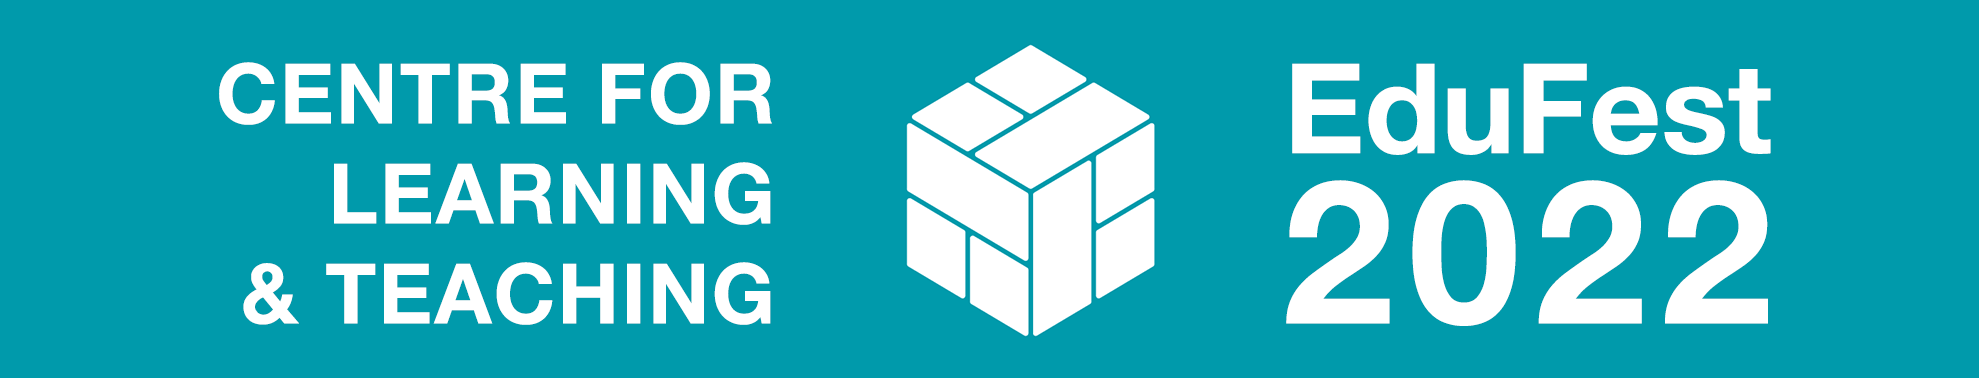 CENTRE FOR
LEARNING
& TEACHING
EduFest
2022